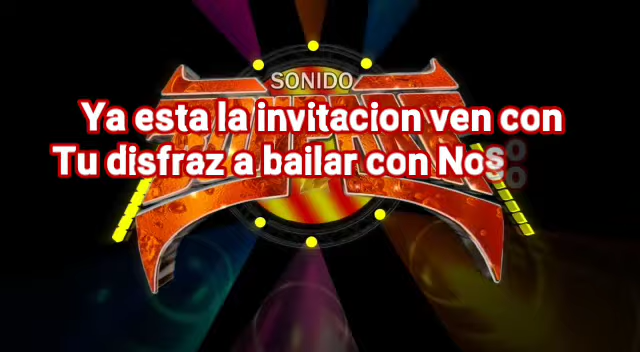 SONIDO
Ya esta la invitacion ven con
Tu disfraz a bailar con Nos